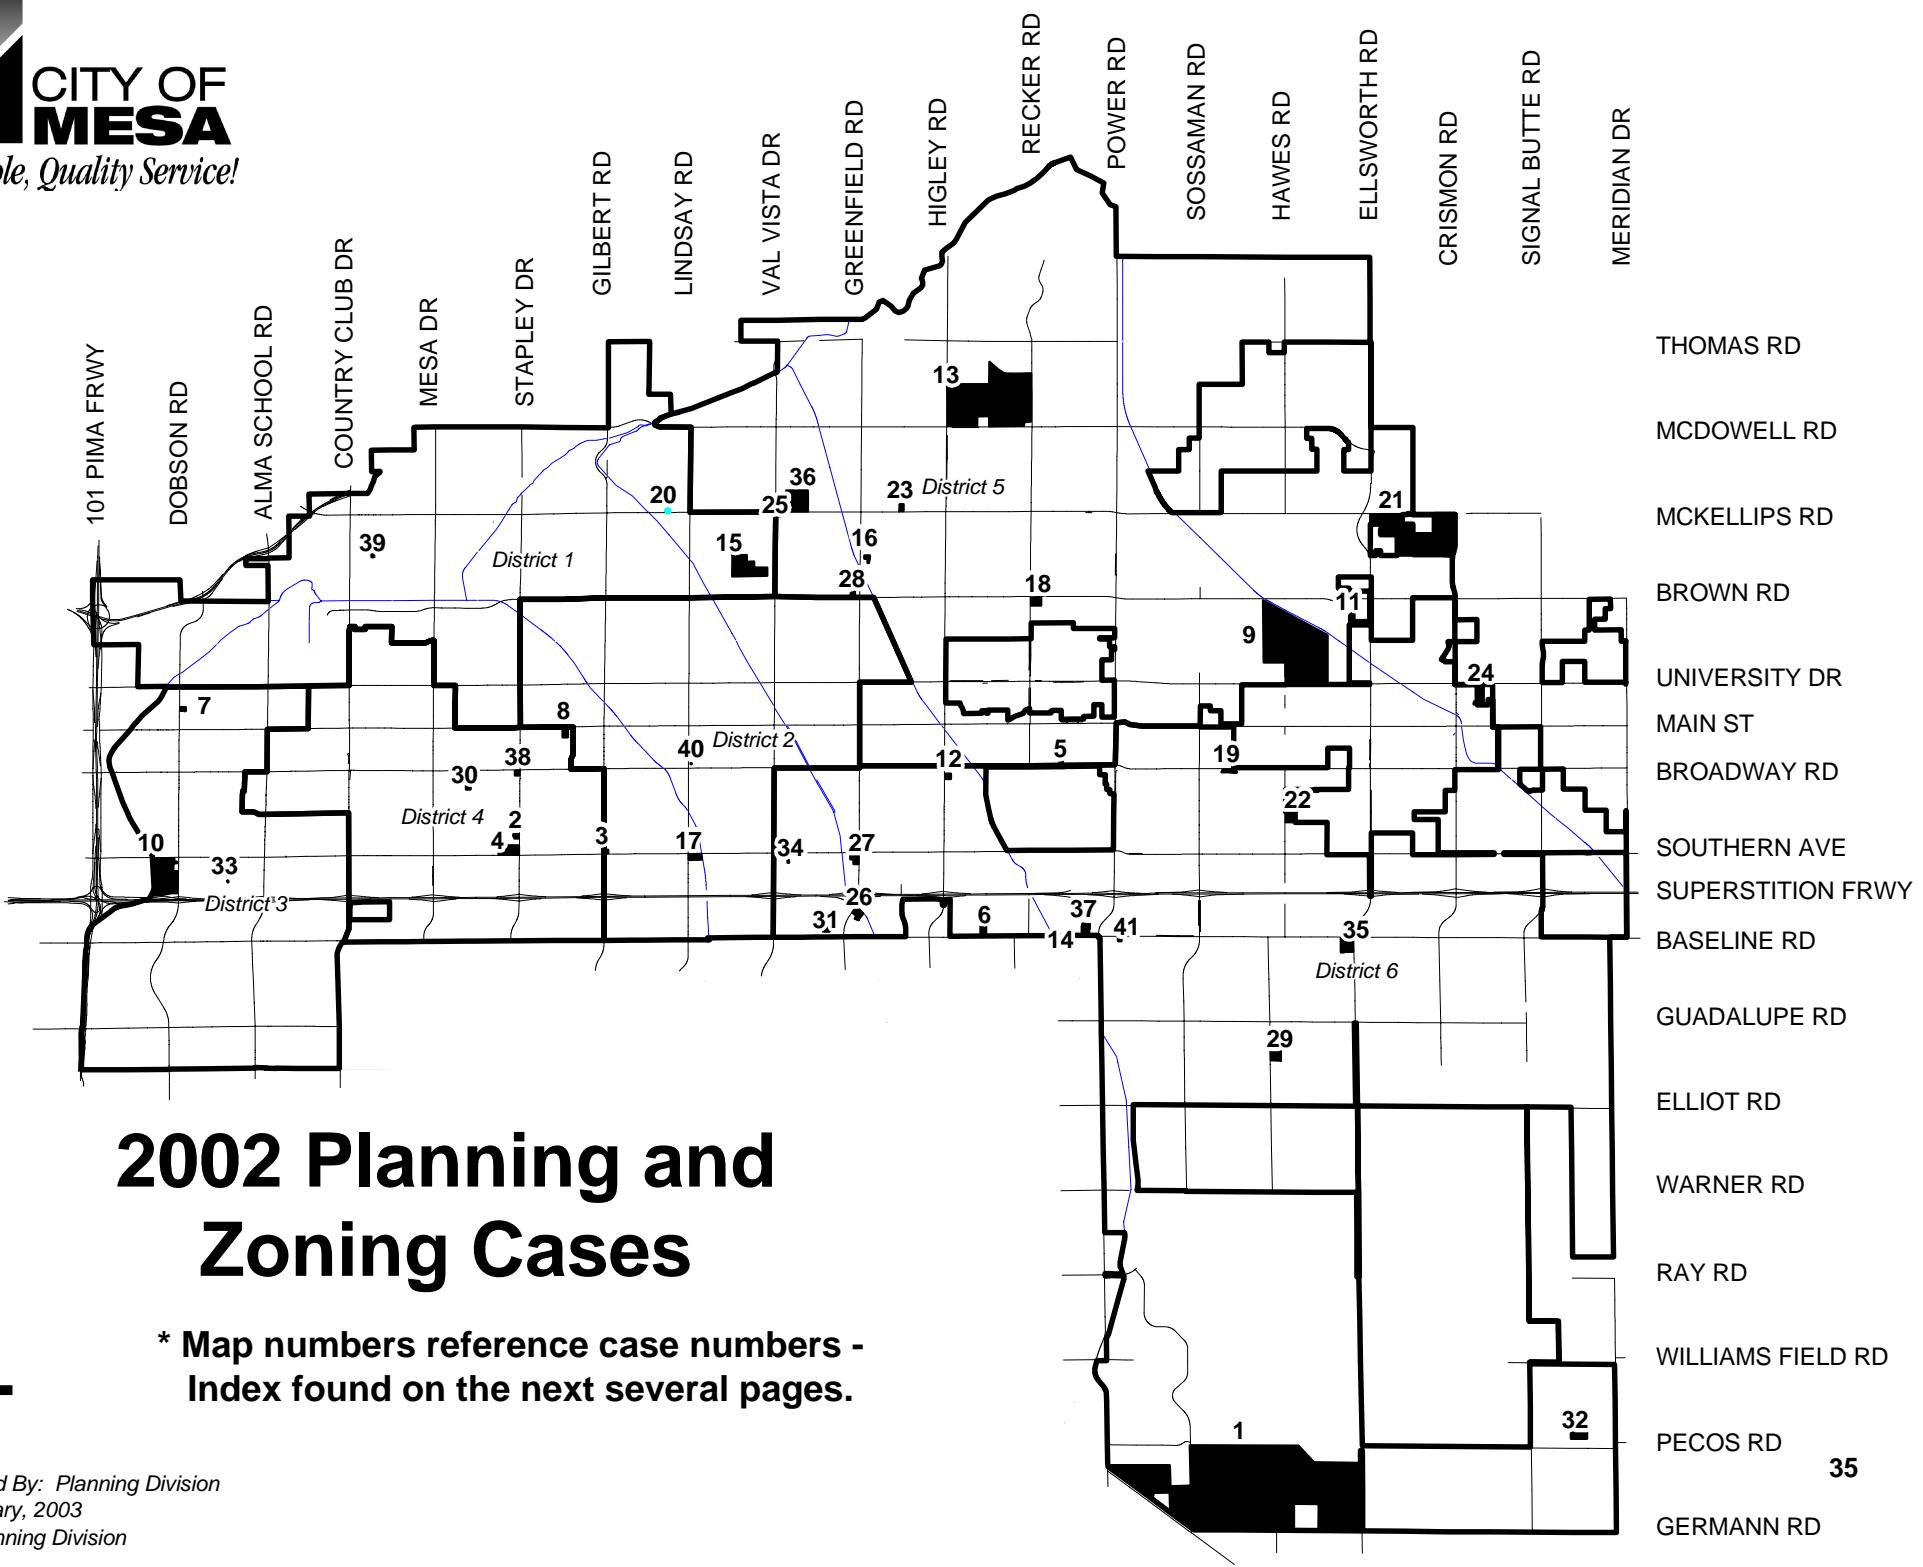 CITY OF
MESA
Quality Service!
101 PIMA FRWY
DOBSON RD
ALMA SCHOOL RD
COUNTRY CLUB DR
MESA DR
STAPLEY DR
GILBERT RD
LINDSAY RD
VAL VISTA DR
GREENFIELD RD
HIGLEY RD
RECKER RD
POWER RD
SOSSAMAN RD
HAWES RD
ELLSWORTH RD
CRISMON RD
SIGNAL BUTTE RD
MERIDIAN DR
THOMAS RD
13
MCDOWELL RD
36
20
25
23
District 5
21
MCKELLIPS RD
39
District 1
15
16
28
18
11
BROWN RD
9
24
UNIVERSITY DR
7
8
MAIN ST
38
40
District 2
12
5
19
BROADWAY RD
30
22
District 4
2
4
3
17
34
27
10
33
SOUTHERN AVE
District 3
26
SUPERSTITION FRWY
31
6
37
14
41
35
BASELINE RD
District 6
GUADALUPE RD
29
ELLIOT RD
2002 Planning and
Zoning Cases
WARNER RD
RAY RD
* Map numbers reference case numbers -
Index found on the next several pages.
WILLIAMS FIELD RD
1
32
PECOS RD
35
By: Planning Division
2003
Division
GERMANN RD